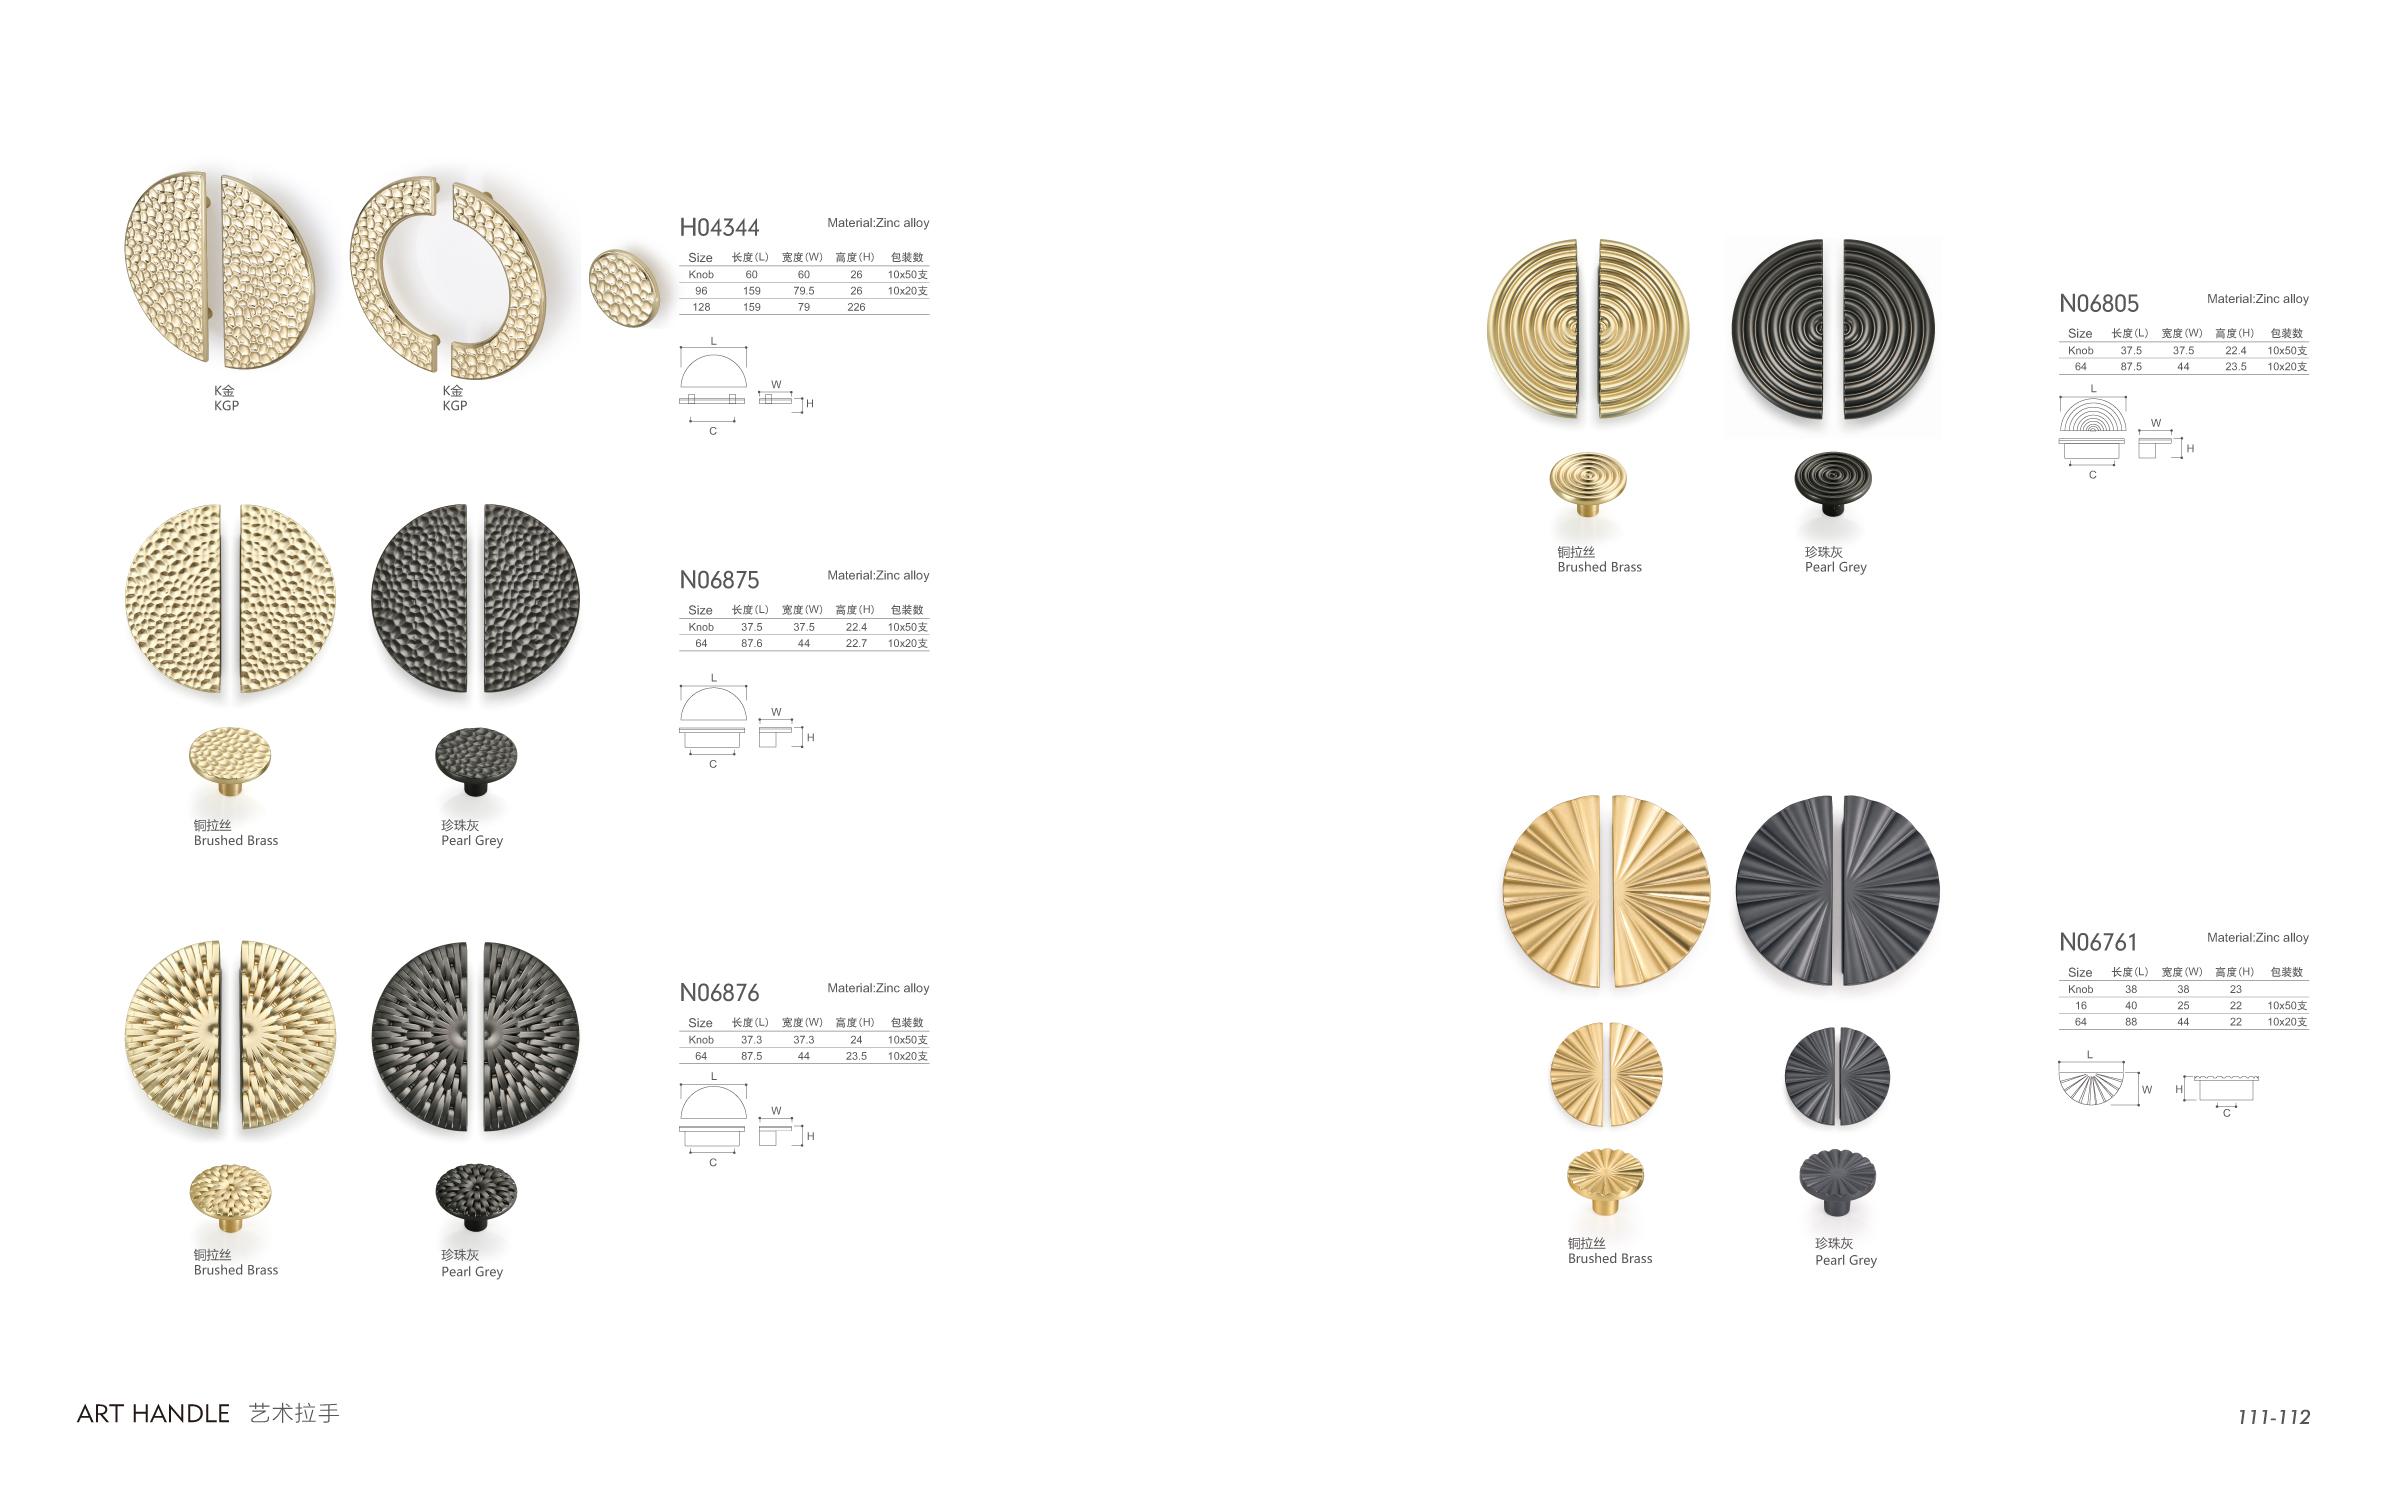 H04344 Material:Zinc alloy
Size 长度(L) 宽度(W) 高度(H) 包装数
Knob 60 60 26 10x50支
96 159 79.5 26 10x20支
128 159 79 226
L
W
H
C
K金
KGP
K金
KGP
N06875 Material:Zinc alloy
Size 长度(L) 宽度(W) 高度(H) 包装数
Knob 37.5 37.5 22.4 10x50支
64 87.6 44 22.7 10x20支
L
W
H
C
铜拉丝
Brushed Brass
珍珠灰
Pearl Grey
N06876 Material:Zinc alloy
Size 长度(L) 宽度(W) 高度(H) 包装数
Knob 37.3 37.3 24 10x50支
64 87.5 44 23.5 10x20支
L
W
H
C
铜拉丝
Brushed Brass
珍珠灰
Pearl Grey
N06805 Material:Zinc alloy
Size 长度(L) 宽度(W) 高度(H) 包装数
Knob 37.5 37.5 22.4 10x50支
64 87.5 44 23.5 10x20支
L
W
H
C
铜拉丝
Brushed Brass
珍珠灰
Pearl Grey
N06761 Material:Zinc alloy
Size 长度(L) 宽度(W) 高度(H) 包装数
Knob 38 38 23
16 40 25 22 10x50支
64 88 44 22 10x20支
L
W
H
C
铜拉丝
Brushed Brass
珍珠灰
Pearl Grey
ART HANDLE 艺术拉手
111-112